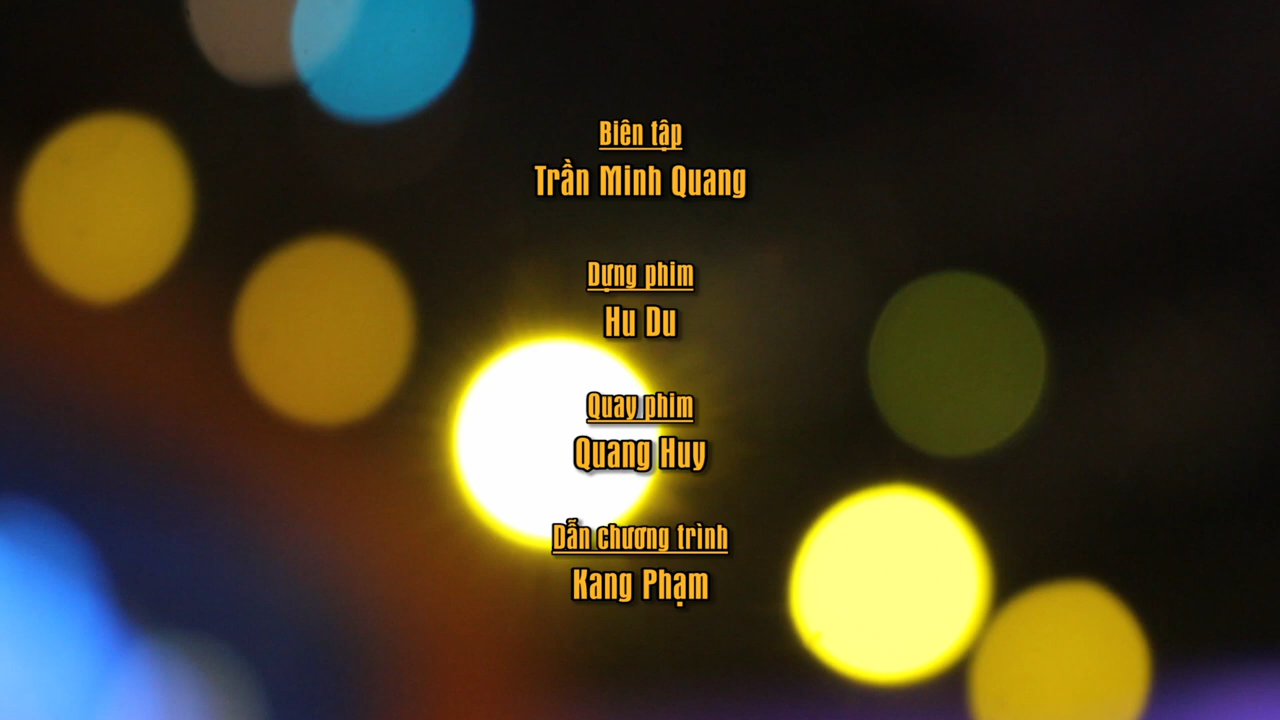 Biên tập
Trần Minh Quang
Dựng phim
Hu Du
Quay phim
Quang Huy
Dẫn chương trình
Kang Phạm